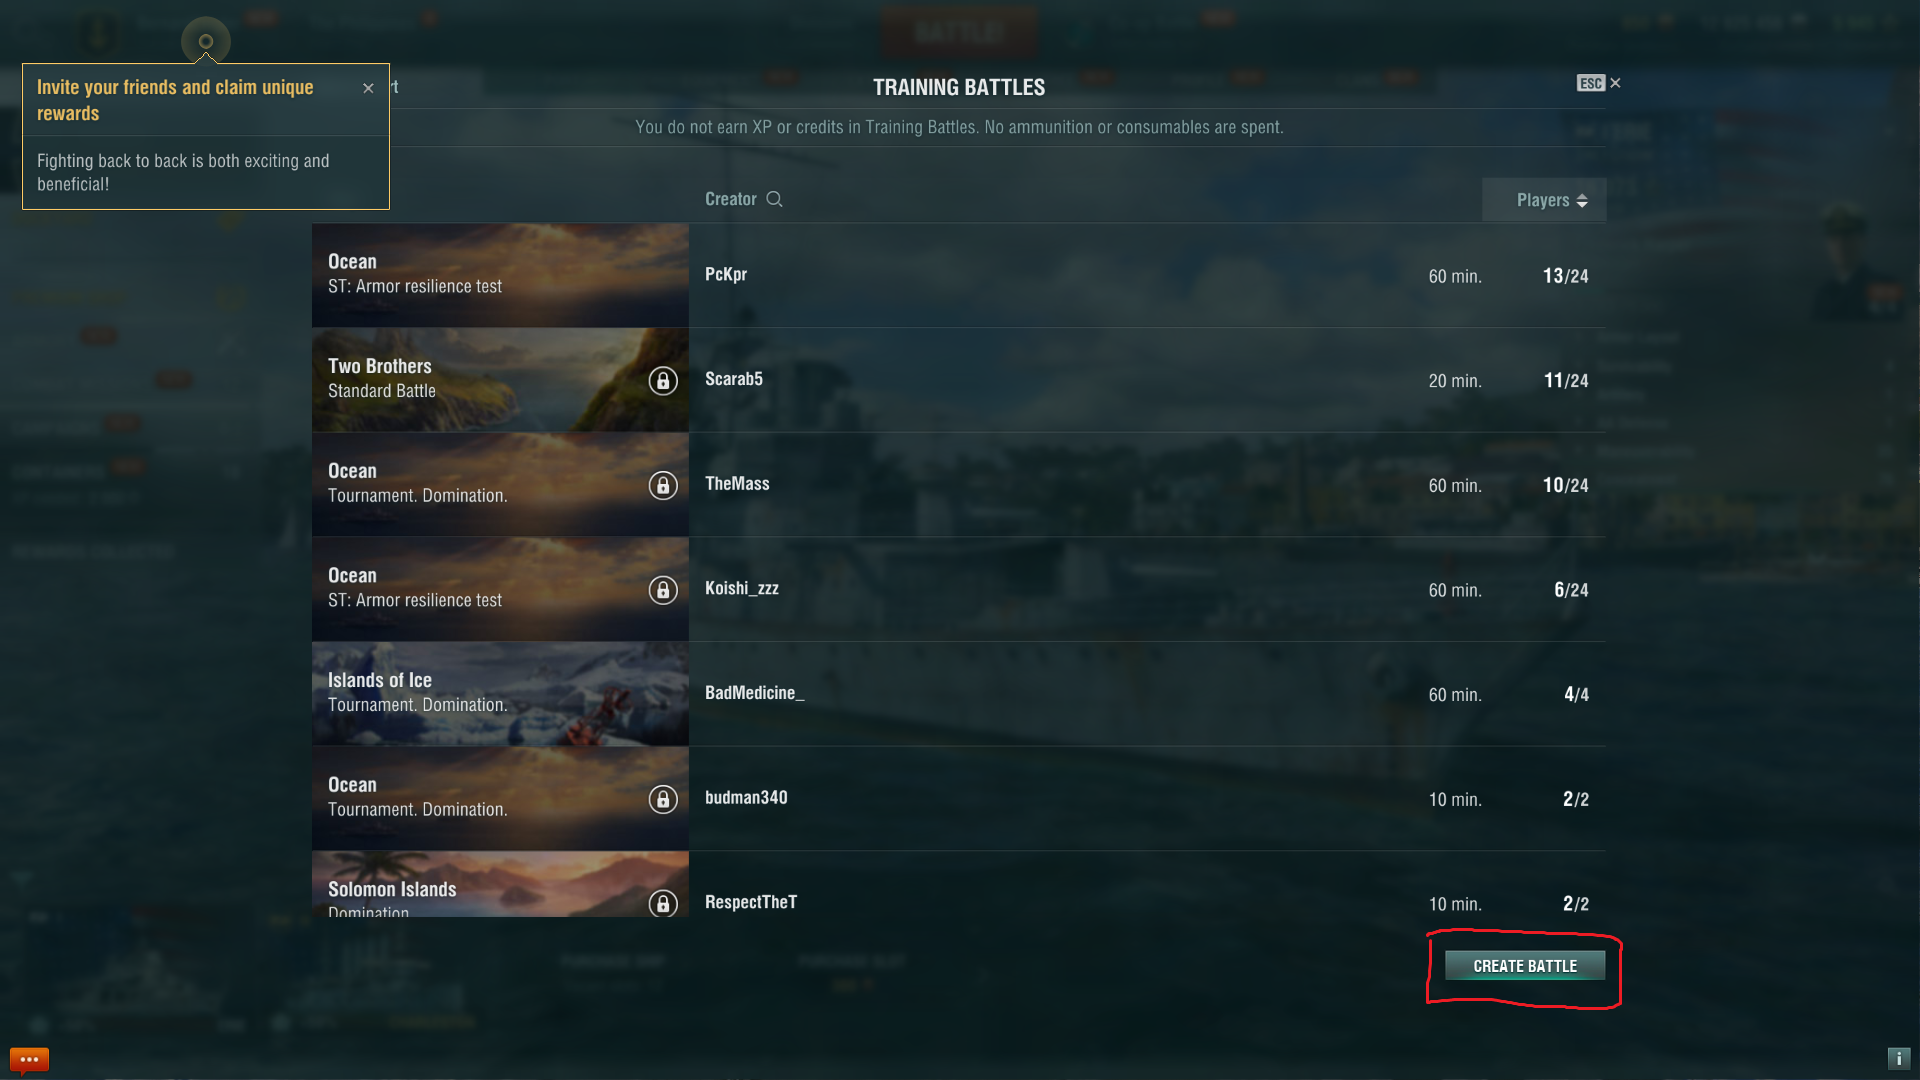 BATTLE!
Invite your friends and claim unique
rewards
Fighting back to back is both exciting and
beneficial!
TRAINING BATTLES
ESC
You do not earn XP or credits in Training Battles. No ammunition or consumables are spent.
Creator
Players
Ocean
ST: Armor resilience test
PcKpr
60 min.
13/24
Two Brothers
Standard Battle
Scarab5
20 min.
11/24
Ocean
Tournament. Domination.
TheMass
60 min.
10/24
Ocean
ST: Armor resilience test
Koishi_zzz
60 min.
6/24
Islands of Ice
Tournament. Domination.
BadMedicine_
60 min.
4/4
Ocean
Tournament. Domination.
budman340
10 min.
2/2
Solomon Islands
Domination
RespectTheT
10 min.
2/2
CREATE BATTLE